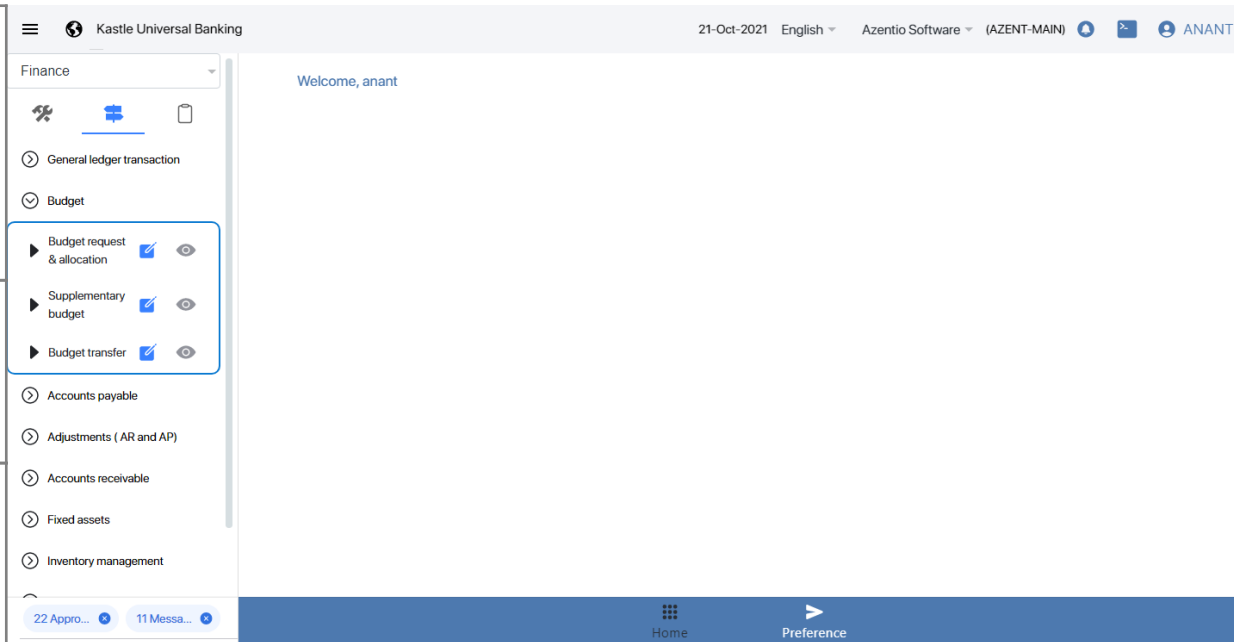 Kastle Universal Banking
21-Oct-2021 English Azentio Software (AZENT-MAIN) ANANT
Finance
Welcome, anant
General ledger transaction
Budget
Budget request
& allocation
Supplementary
budget
Budget transfer
Accounts payable
Adjustments ( AR and AP)
Accounts receivable
Fixed assets
Inventory management
22 Appro... 11 Messa...
Home
Preference